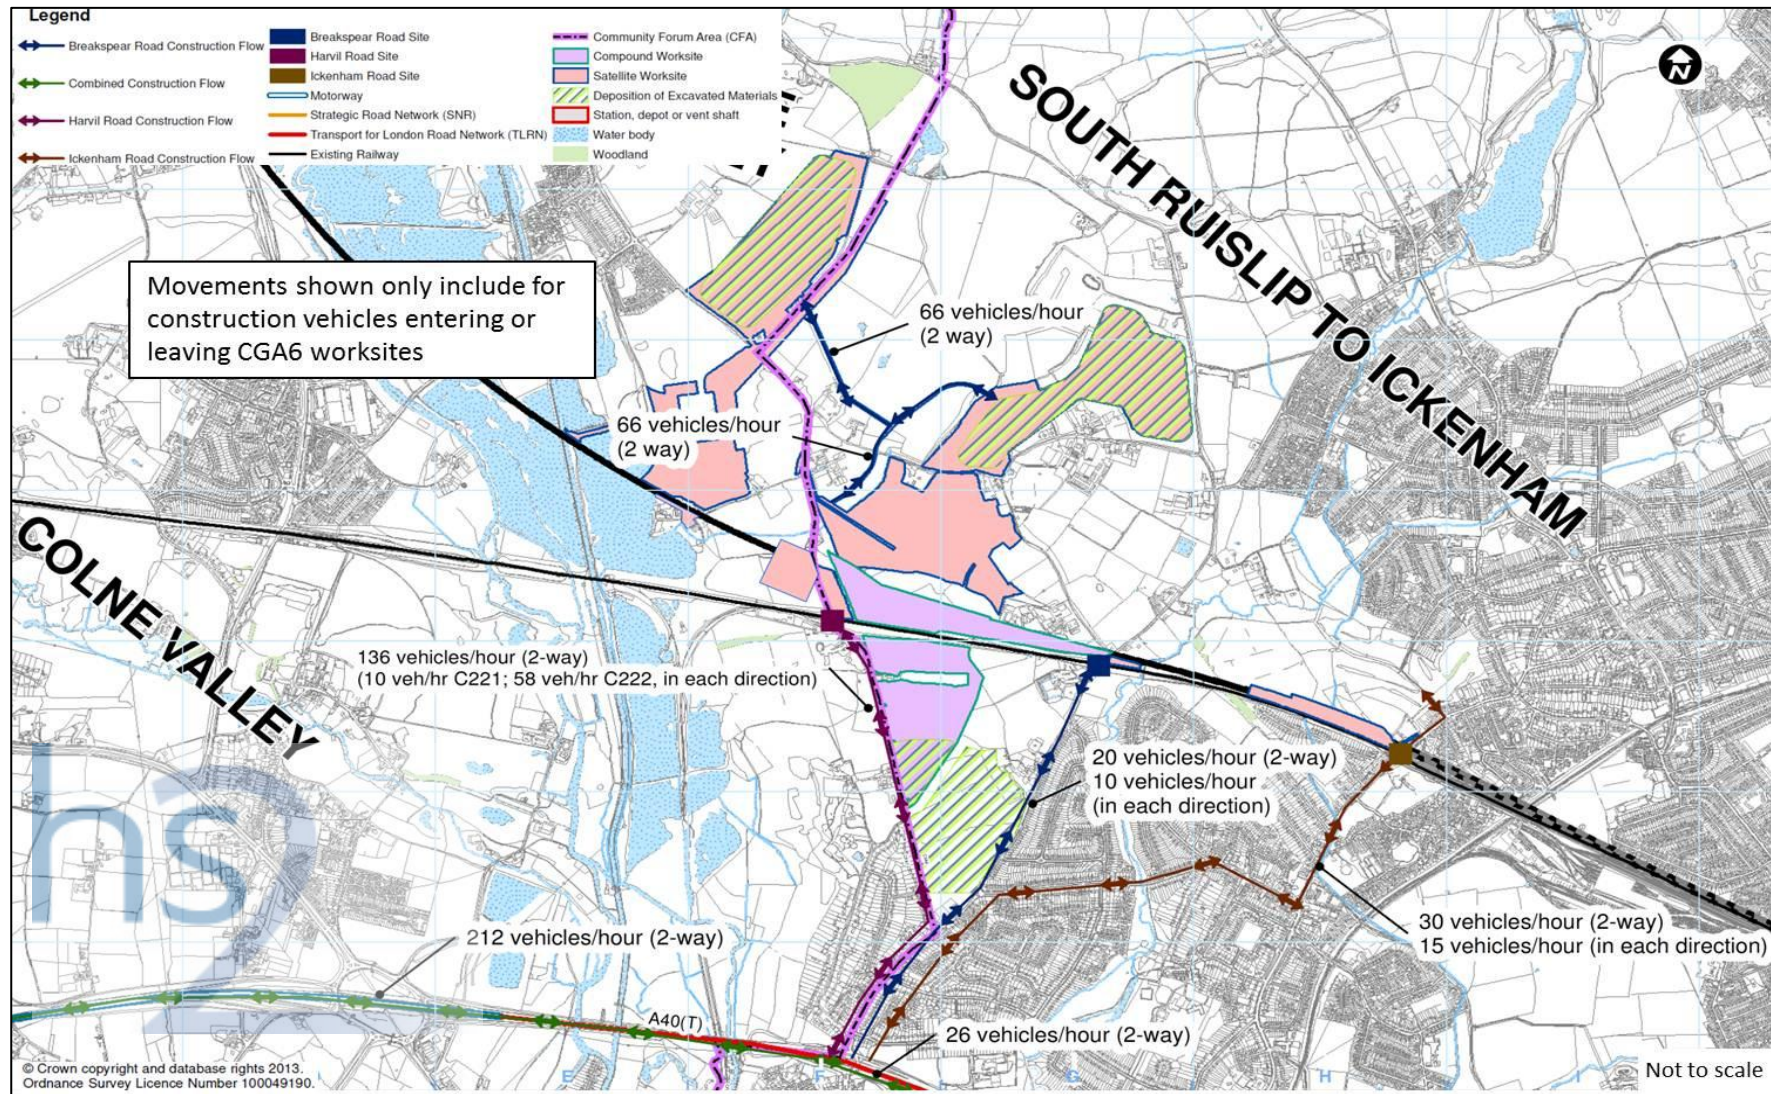 Legend
Breakspear Road Construction Flow
Combined Construction Flow
Harvil Road Construction Flow
Ickenham Road Construction Flow
Breakspear Road Site
Harvil Road Site
Ickenham Road Site
Motorway
Strategic Road Network (SNR)
Transport for London Road Network (TLRN)
Existing Railway
Community Forum Area (CFA)
Compound Worksite
Satellite Worksite
Deposition of Excavated Materials
Station, depot or vent shaft
Water body
Woodland
N
SOUTH RUISLIP TO ICKENHAM
Movements shown only include for
construction vehicles entering or
leaving CGA6 worksites
66 vehicles/hour
(2 way)
66 vehicles/hour
(2 way)
COLNE VALLEY
136 vehicles/hour (2-way)
(10 veh/hr C221; 58 veh/hr C222, in each direction)
20 vehicles/hour (2-way)
10 vehicles/hour
(in each direction)
30 vehicles/hour (2-way)
15 vehicles/hour (in each direction)
hs2
212 vehicles/hour (2-way)
A40(T)
26 vehicles/hour (2-way)
E
F
G
H
I
© Crown copyright and database rights 2013.
Ordnance Survey Licence Number 100049190.
Not to scale